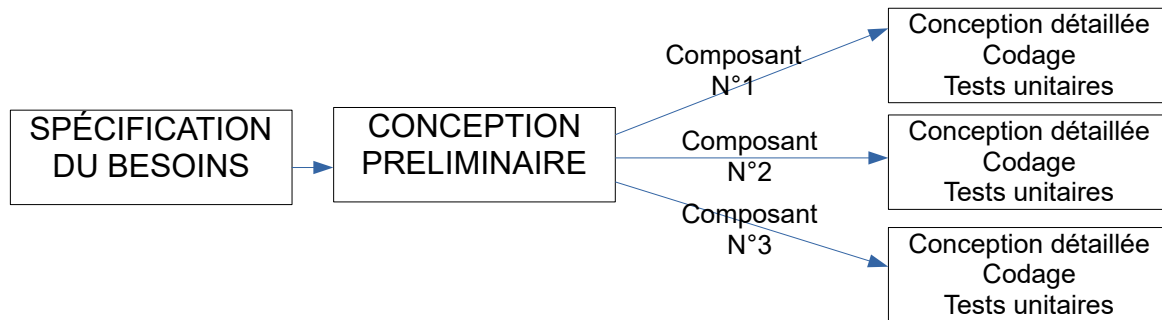 SPÉCIFICATION
DU BESOINS
CONCEPTION
PRELIMINAIRE
Composant
N°1
Composant
N°2
Composant
N°3
Conception détaillée
Codage
Tests unitaires
Conception détaillée
Codage
Tests unitaires
Conception détaillée
Codage
Tests unitaires